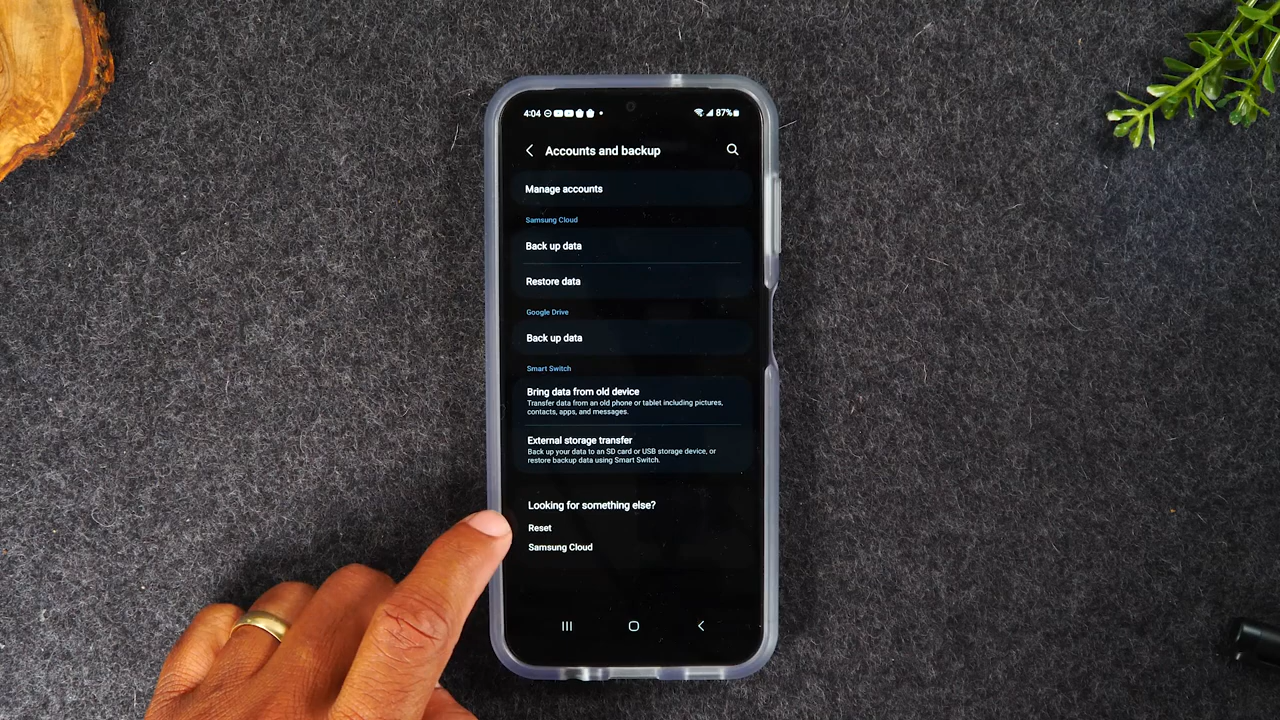 4:04
87%
Accounts and backup
Manage accounts
Samsung Cloud
Back up data
Restore data
Google Drive
Back up data
Smart Switch
Bring data from old device
Transfer data from an old phone or tablet including pictures,
contacts, apps, and messages.
External storage transfer
Back up your data to an SD card or USB storage device, or
restore backup data using Smart Switch.
Looking for something else?
Reset
Samsung Cloud